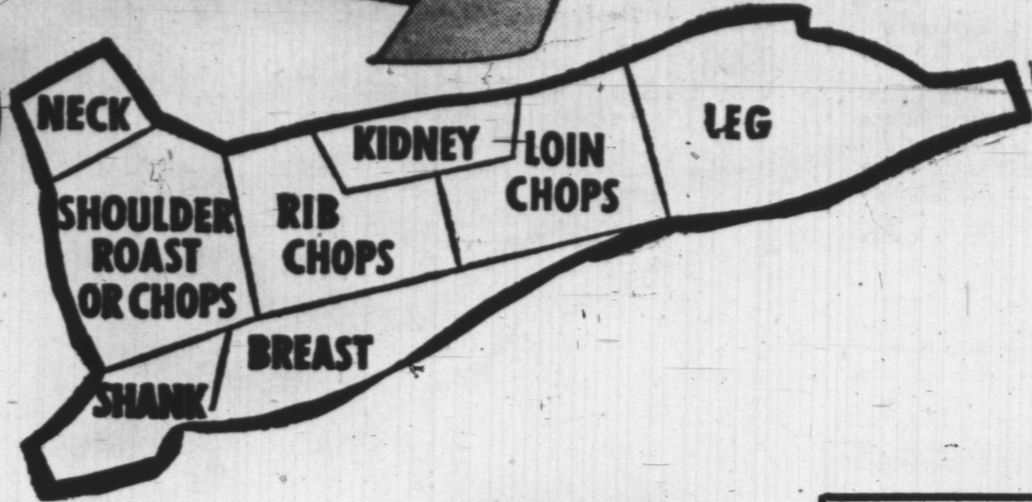 NECK
KIDNEY
LOIN
CHOPS
LEG
SHOULDER
ROAST
OR CHOPS
RIB
CHOPS
BREAST
SHANK